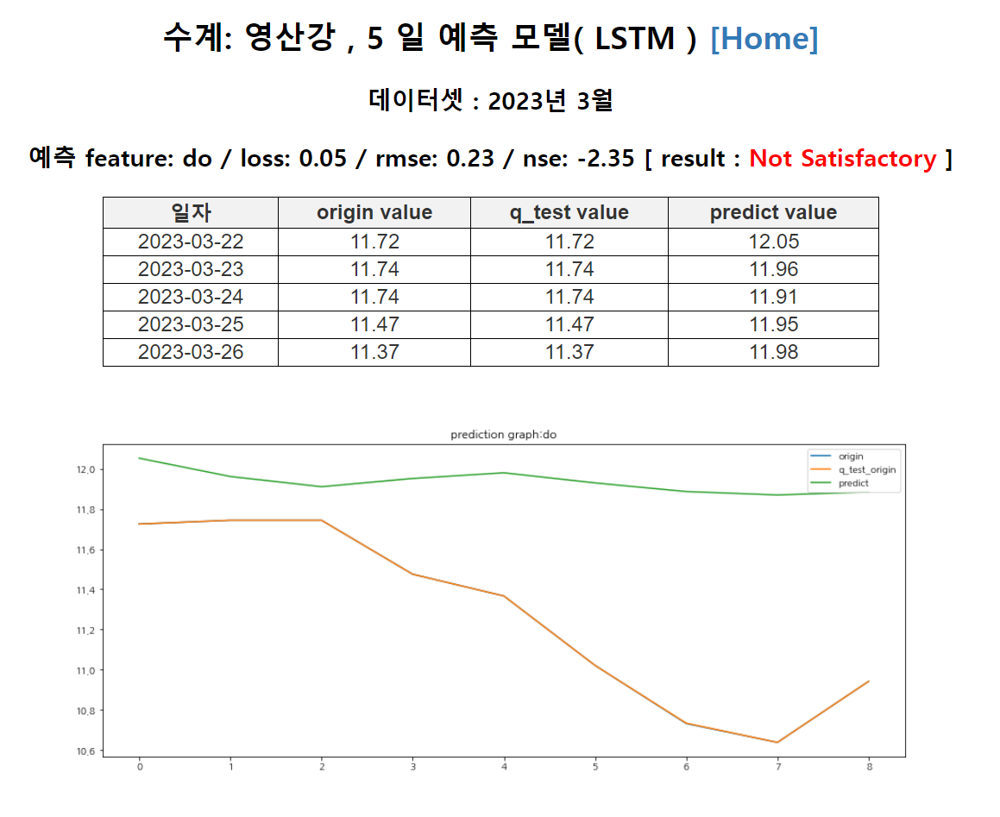 수계: 영산강 , 5 일 예측 모델( LSTM ) [Home]
데이터셋 : 2023년 3월
예측 feature: do / loss: 0.05 / rmse: 0.23 / nse: -2.35 [ result : Not Satisfactory ]
일자 origin value q_test value predict value
2023-03-22 11.72 11.72 12.05
2023-03-23 11.74 11.74 11.96
2023-03-24 11.74 11.74 11.91
2023-03-25 11.47 11.47 11.95
2023-03-26 11.37 11.37 11.98
prediction graph:do
origin
q_test_origin
predict
12.0
11.8
11.6
11.4
11.2
11.0
10.8
10.6
0 1 2 3 4 5 6 7 8